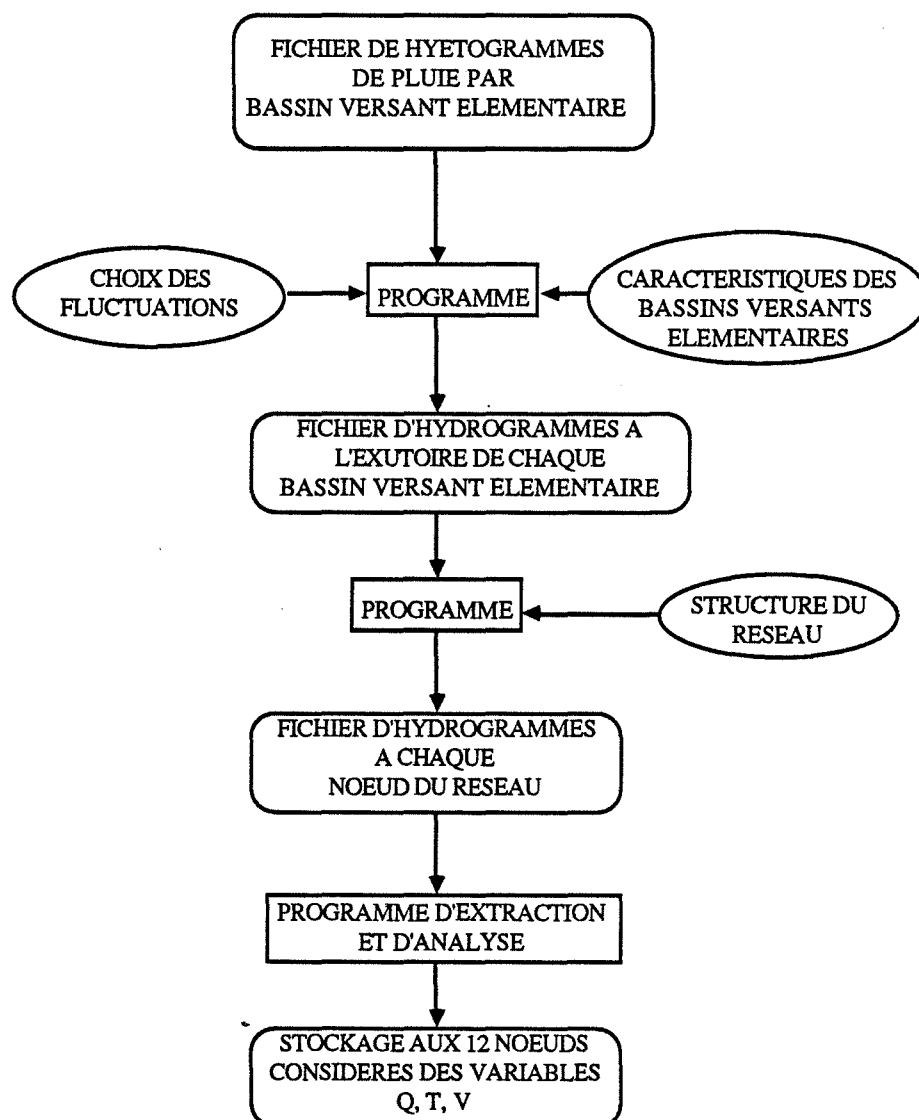 FICHIER DE HYETOGRAMMES
DE PLUIE PAR
BASSIN VERSANT ELEMENTAIRE
CHOIX DES
FLUCTUATIONS
PROGRAMME
CARACTERISTIQUES DES
BASSINS VERSANTS
ELEMENTAIRES
FICHIER D'HYDROGRAMMES A
L'EXUTOIRE DE CHAQUE
BASSIN VERSANT ELEMENTAIRE
PROGRAMME
STRUCTURE DU
RESEAU
FICHIER D'HYDROGRAMMES
A CHAQUE
NOEUD DU RESEAU
PROGRAMME D'EXTRACTION
ET D'ANALYSE
STOCKAGE AUX 12 NOEUDS
CONSIDERES DES VARIABLES
Q, T, V